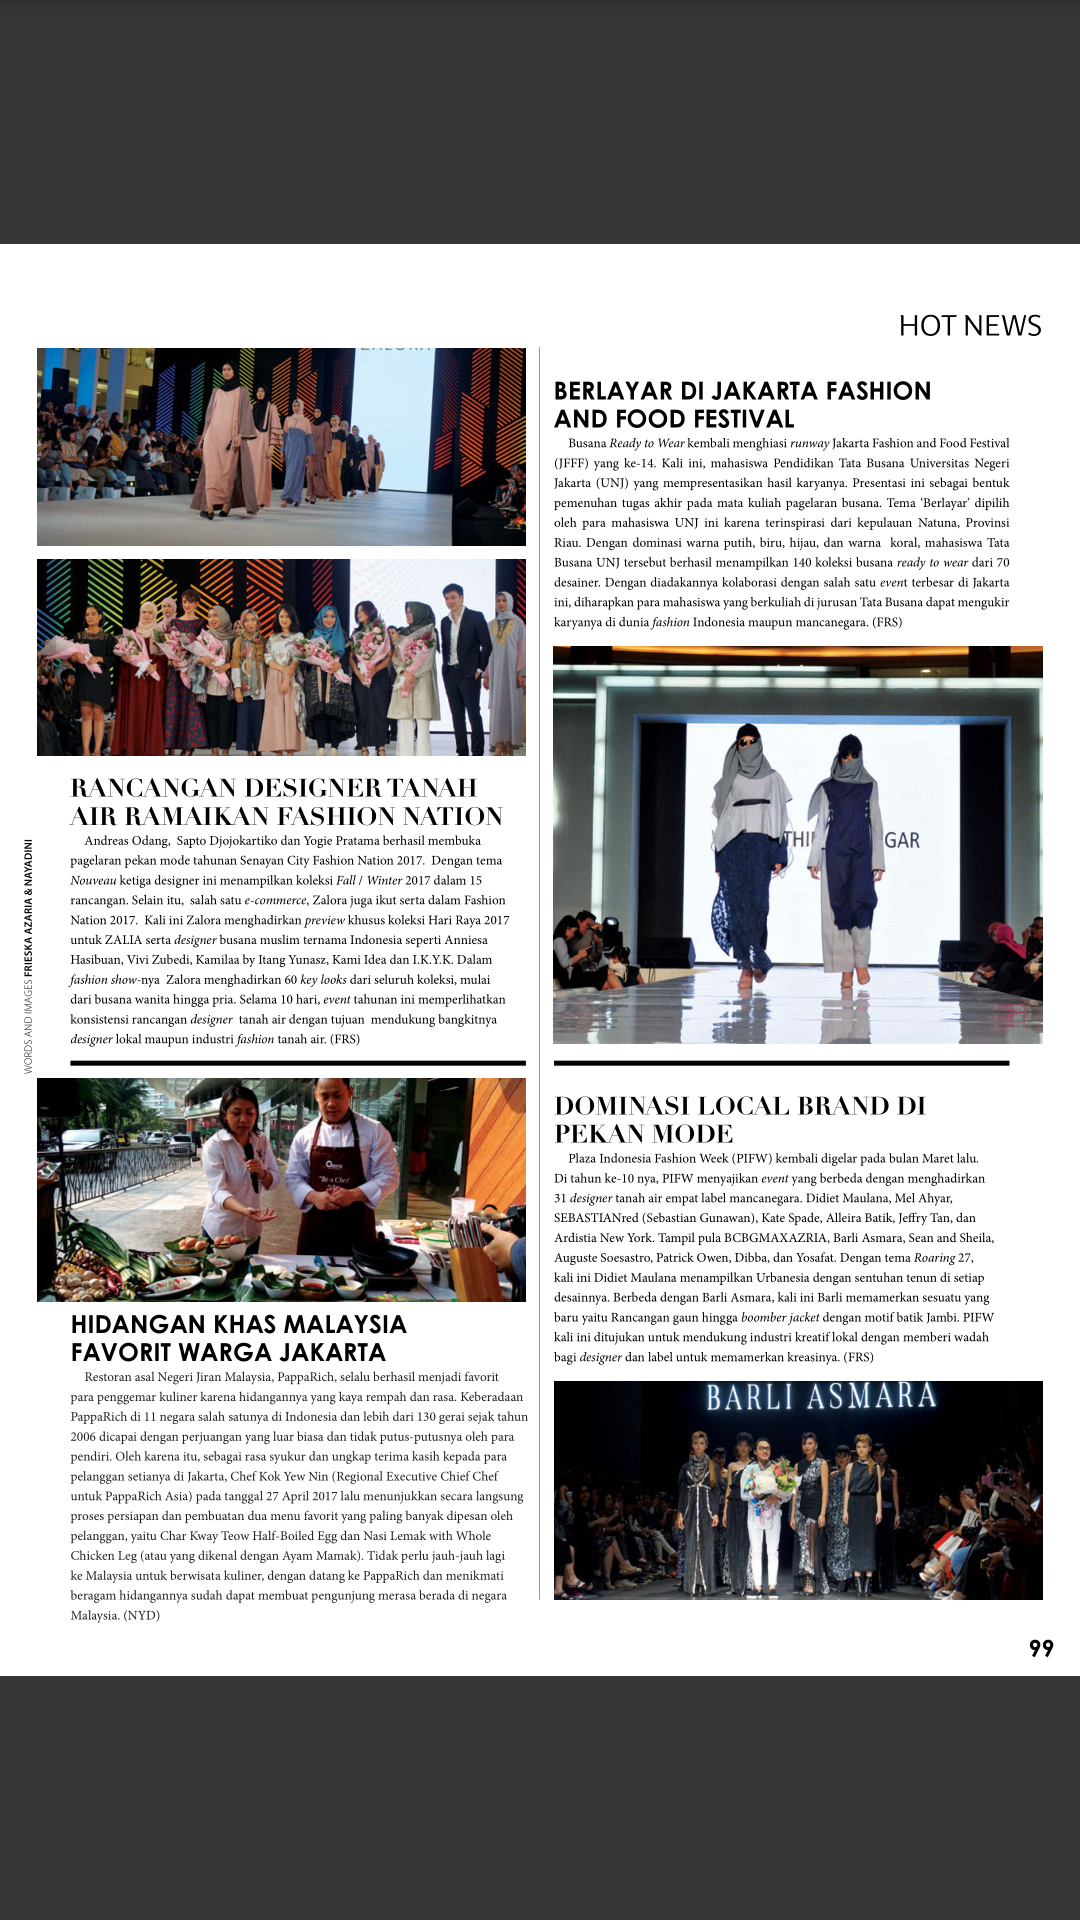 HOT NEWS
ZALORA
RANCANGAN DESIGNER TANAH
AIR RAMAIKAN FASHION NATION
Andreas Odang,  Sapto Djojokartiko dan Yogie Pratama berhasil membuka
pagelaran pekan mode tahunan Senayan City Fashion Nation 2017.  Dengan tema
Nouveau ketiga designer ini menampilkan koleksi Fall / Winter 2017 dalam 15
rancangan. Selain itu,  salah satu e-commerce, Zalora juga ikut serta dalam Fashion
Nation 2017.  Kali ini Zalora menghadirkan preview khusus koleksi Hari Raya 2017
untuk ZALIA serta designer busana muslim ternama Indonesia seperti Anniesa
Hasibuan, Vivi Zubedi, Kamilaa by Itang Yunasz, Kami Idea dan I.K.Y.K. Dalam
fashion show-nya  Zalora menghadirkan 60 key looks dari seluruh koleksi, mulai
dari busana wanita hingga pria. Selama 10 hari, event tahunan ini memperlihatkan
konsistensi rancangan designer  tanah air dengan tujuan  mendukung bangkitnya
designer lokal maupun industri fashion tanah air. (FRS)
WORDS AND IMAGES FRIESKA AZARIA & NAYADINI
Qbora
"Be a Chef
HIDANGAN KHAS MALAYSIA
FAVORIT WARGA JAKARTA
Restoran asal Negeri Jiran Malaysia, PappaRich, selalu berhasil menjadi favorit
para penggemar kuliner karena hidangannya yang kaya rempah dan rasa. Keberadaan
PappaRich di 11 negara salah satunya di Indonesia dan lebih dari 130 gerai sejak tahun
2006 dicapai dengan perjuangan yang luar biasa dan tidak putus-putusnya oleh para
pendiri. Oleh karena itu, sebagai rasa syukur dan ungkap terima kasih kepada para
pelanggan setianya di Jakarta, Chef Kok Yew Nin (Regional Executive Chief Chef
untuk PappaRich Asia) pada tanggal 27 April 2017 lalu menunjukkan secara langsung
proses persiapan dan pembuatan dua menu favorit yang paling banyak dipesan oleh
pelanggan, yaitu Char Kway Teow Half-Boiled Egg dan Nasi Lemak with Whole
Chicken Leg (atau yang dikenal dengan Ayam Mamak). Tidak perlu jauh-jauh lagi
ke Malaysia untuk berwisata kuliner, dengan datang ke PappaRich dan menikmati
beragam hidangannya sudah dapat membuat pengunjung merasa berada di negara
Malaysia. (NYD)
BERLAYAR DI JAKARTA FASHION
AND FOOD FESTIVAL
Busana Ready to Wear kembali menghiasi runway Jakarta Fashion and Food Festival
(JFFF) yang ke-14. Kali ini, mahasiswa Pendidikan Tata Busana Universitas Negeri
Jakarta (UNJ) yang mempresentasikan hasil karyanya. Presentasi ini sebagai bentuk
pemenuhan tugas akhir pada mata kuliah pagelaran busana. Tema ‘Berlayar’ dipilih
oleh para mahasiswa UNJ ini karena terinspirasi dari kepulauan Natuna, Provinsi
Riau. Dengan dominasi warna putih, biru, hijau, dan warna  koral, mahasiswa Tata
Busana UNJ tersebut berhasil menampilkan 140 koleksi busana ready to wear dari 70
desainer. Dengan diadakannya kolaborasi dengan salah satu event terbesar di Jakarta
ini, diharapkan para mahasiswa yang berkuliah di jurusan Tata Busana dapat mengukir
karyanya di dunia fashion Indonesia maupun mancanegara. (FRS)
THI GAR
DOMINASI LOCAL BRAND DI
PEKAN MODE
Plaza Indonesia Fashion Week (PIFW) kembali digelar pada bulan Maret lalu.
Di tahun ke-10 nya, PIFW menyajikan event yang berbeda dengan menghadirkan
31 designer tanah air empat label mancanegara. Didiet Maulana, Mel Ahyar,
SEBASTIANred (Sebastian Gunawan), Kate Spade, Alleira Batik, Jeffry Tan, dan
Ardistia New York. Tampil pula BCBGMAXAZRIA, Barli Asmara, Sean and Sheila,
Auguste Soesastro, Patrick Owen, Dibba, dan Yosafat. Dengan tema Roaring 27,
kali ini Didiet Maulana menampilkan Urbanesia dengan sentuhan tenun di setiap
desainnya. Berbeda dengan Barli Asmara, kali ini Barli memamerkan sesuatu yang
baru yaitu Rancangan gaun hingga boomber jacket dengan motif batik Jambi. PIFW
kali ini ditujukan untuk mendukung industri kreatif lokal dengan memberi wadah
bagi designer dan label untuk memamerkan kreasinya. (FRS)
BARLI ASMARA
99